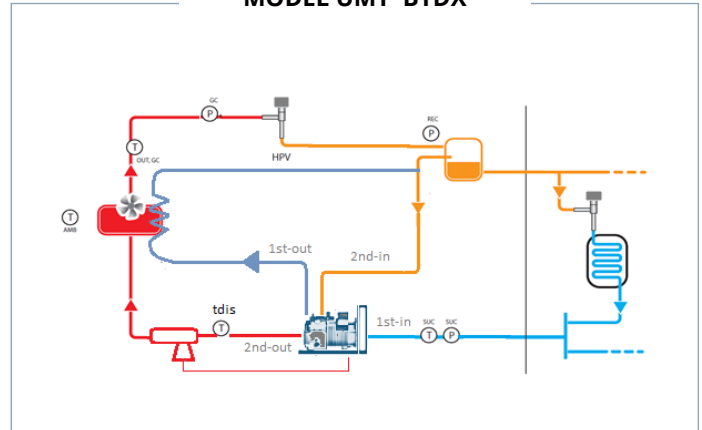 MODEL UMT BTDX
GC
P
REC
P
T
OUT, GC
HPV
T
AMB
1st-out
2nd-in
tdis
T
2nd-out
1st-in
SUC
SUC
T
P